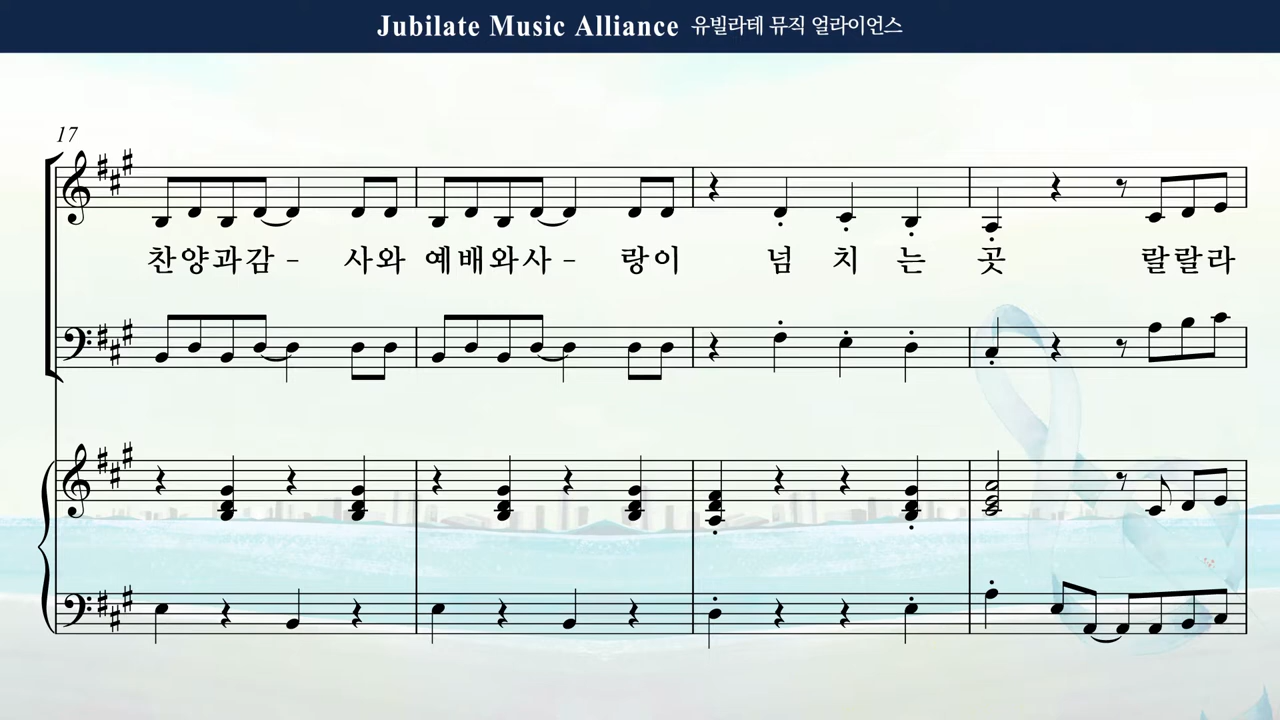 Jubilate Music Alliance 유빌라테 뮤직 얼라이언스
17
찬양과감- 사와 예배와사- 랑이 넘 치 는 곳 랄랄라